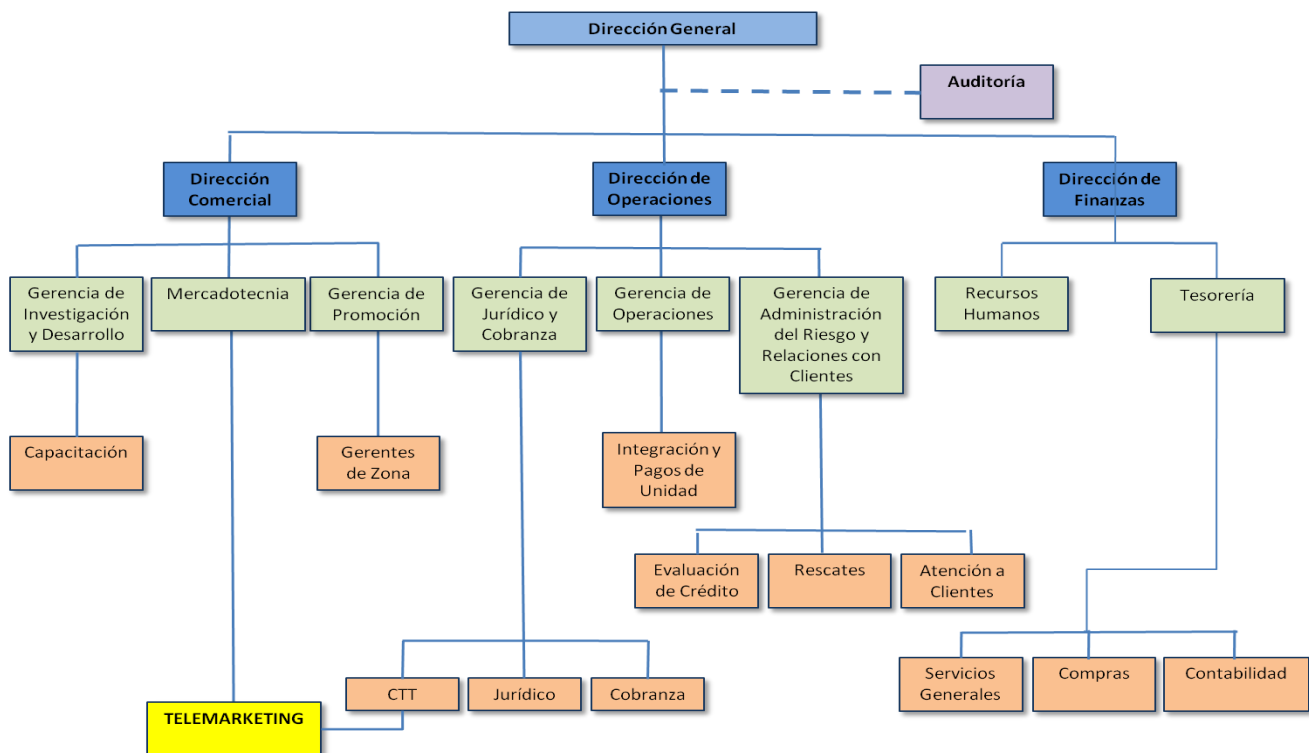 Dirección General
Auditoría
Dirección
Comercial
Dirección de
Operaciones
Dirección de
Finanzas
Gerencia de
Investigación
y Desarrollo
Mercadotecnia
Gerencia de
Promoción
Gerencia de
Jurídico y
Cobranza
Gerencia de
Operaciones
Gerencia de
Administración
del Riesgo y
Relaciones con
Clientes
Recursos
Humanos
Tesorería
Capacitación
Gerentes
de Zona
Integración y
Pagos de
Unidad
Evaluación
de Crédito
Rescates
Atención a
Clientes
Servicios
Generales
Compras
Contabilidad
CTT
Jurídico
Cobranza
TELEMARKETING